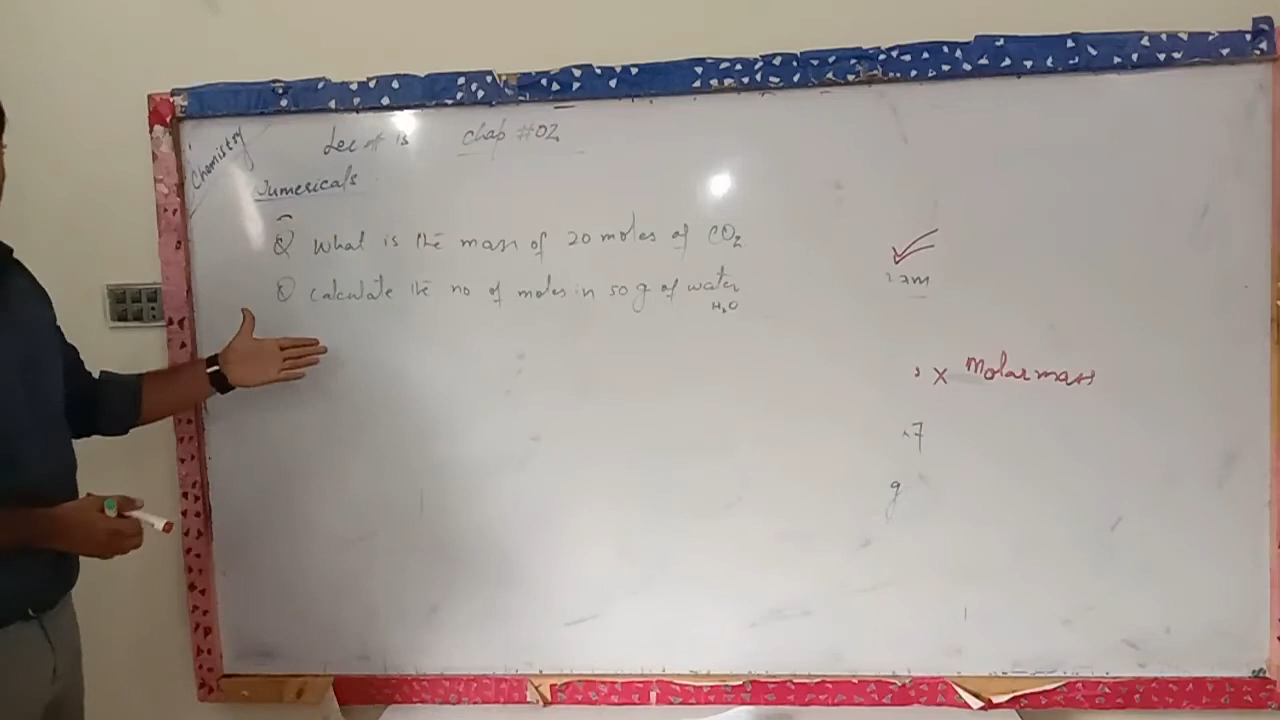 Chemistry
Lec # 15 Chap #02
Numericals
Q What is the mass of 20 moles of CO2
Q calculate the no of moles in 50 g of water
H2O
x Molar mass
7
g